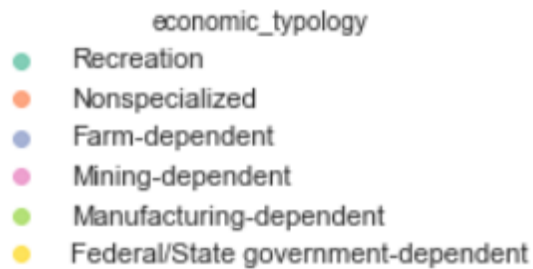 economic_typology
Recreation
Nonspecialized
Farm-dependent
Mining-dependent
Manufacturing-dependent
Federal/State government-dependent